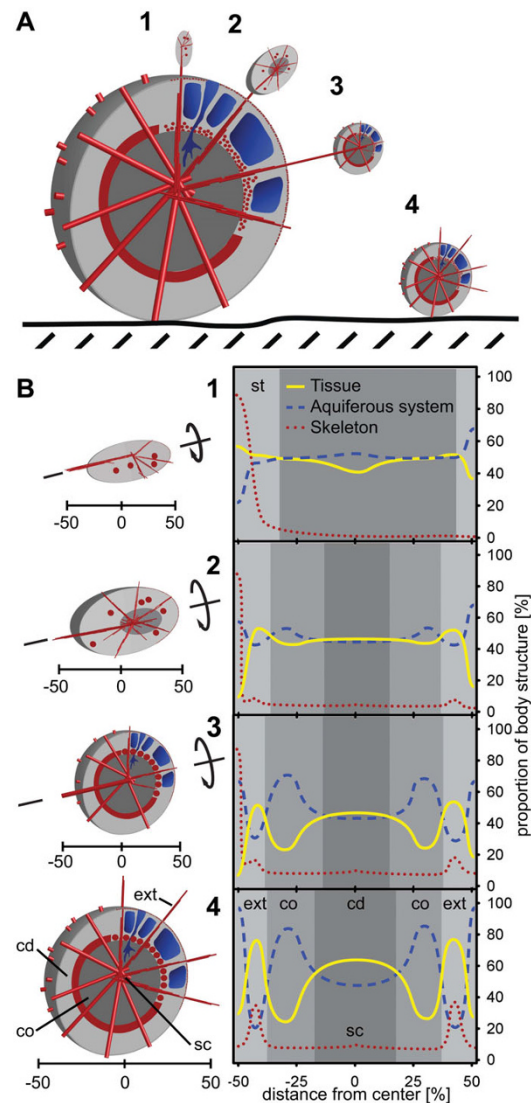 A
1
2
3
4
B
1
st
Tissue
Aquiferous system
Skeleton
100
80
60
40
20
0
-50 0 50
2
100
80
60
40
20
0
-50 0 50
3
100
80
60
40
20
0
-50 0 50
proportion of body structure [%]
4
ext
cd
co
sc
ext co cd co ext
sc
100
80
60
40
20
0
-50 0 50
-50 -25 0 25 50
distance from center [%]